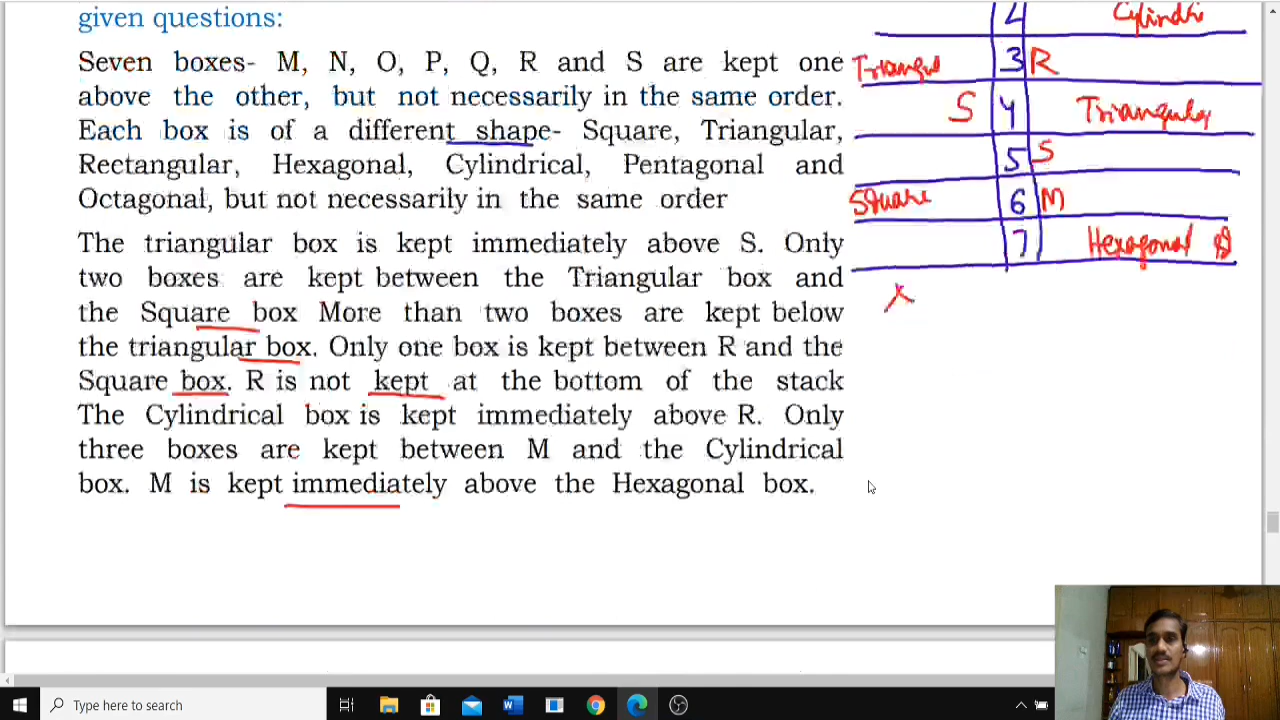 given questions:
Seven boxes- M, N, O, P, Q, R and S are kept one
above the other, but not necessarily in the same order.
Each box is of a different shape- Square, Triangular,
Rectangular, Hexagonal, Cylindrical, Pentagonal and
Octagonal, but not necessarily in the same order
The triangular box is kept immediately above S. Only
two boxes are kept between the Triangular box and
the Square box More than two boxes are kept below
the triangular box. Only one box is kept between R and the
Square box. R is not kept at the bottom of the stack
The Cylindrical box is kept immediately above R. Only
three boxes are kept between M and the Cylindrical
box. M is kept immediately above the Hexagonal box.
3 R
S 4 Triangular
5 S
Square 6 M
7 Hexagonal
Type here to search